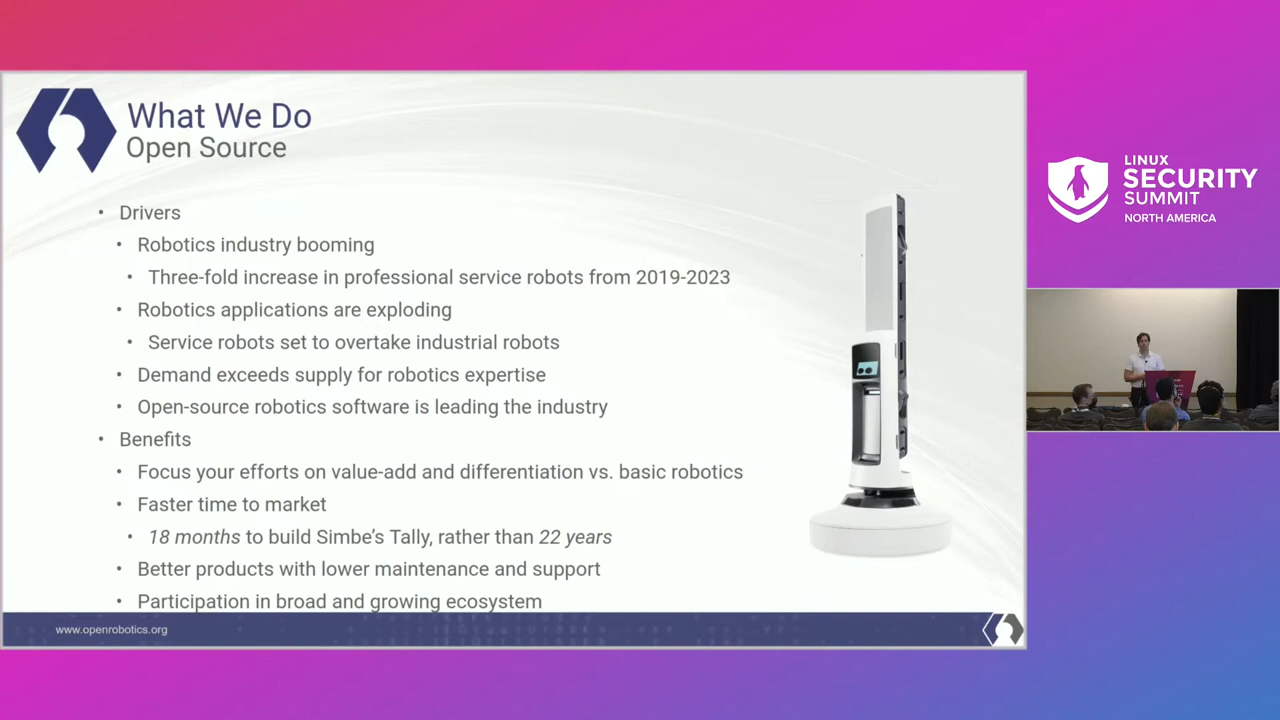 What We Do
Open Source
• Drivers
• Robotics industry booming
• Three-fold increase in professional service robots from 2019-2023
• Robotics applications are exploding
• Service robots set to overtake industrial robots
• Demand exceeds supply for robotics expertise
• Open-source robotics software is leading the industry
• Benefits
• Focus your efforts on value-add and differentiation vs. basic robotics
• Faster time to market
• 18 months to build Simbe's Tally, rather than 22 years
• Better products with lower maintenance and support
• Participation in broad and growing ecosystem
www.openrobotics.org
LINUX
SECURITY
SUMMIT
NORTH AMERICA